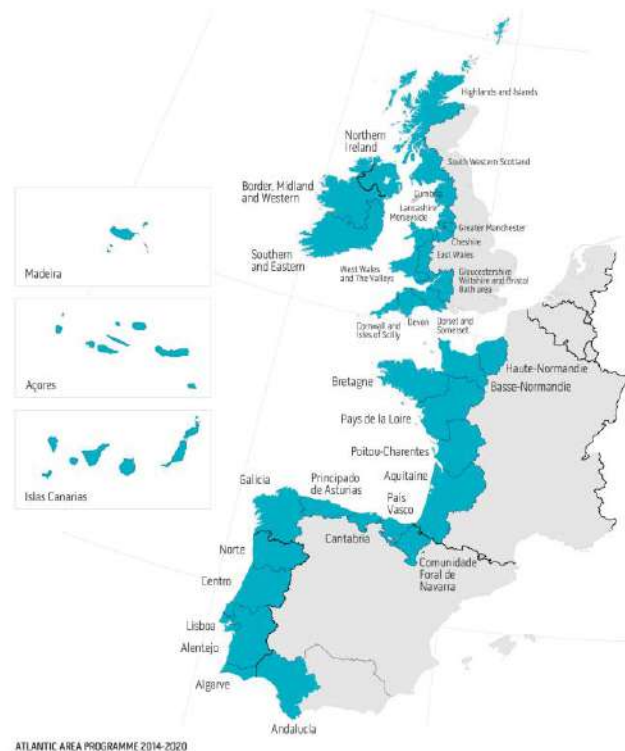 Highlands and Islands
Northern
Ireland
South Western Scotland
Border, Midland
and Western
Cumbria
Lancashire
Merseyside
Greater Manchester
Cheshire
East Wales
Southern
and Eastern
West Wales
and The Valleys
Gloucestershire
Wiltshire and Bristol
Bath area
Cornwall and
Isles of Scilly
Devon
Dorset and
Somerset
Madeira
Açores
Islas Canarias
Haute-Normandie
Basse-Normandie
Bretagne
Pays de la Loire
Poitou-Charentes
Aquitaine
Galicia
Principado
de Asturias
País
Vasco
Cantabria
Comunidade
Foral de
Navarra
Norte
Centro
Lisboa
Alentejo
Algarve
Andalucía
ATLANTIC AREA PROGRAMME 2014-2020